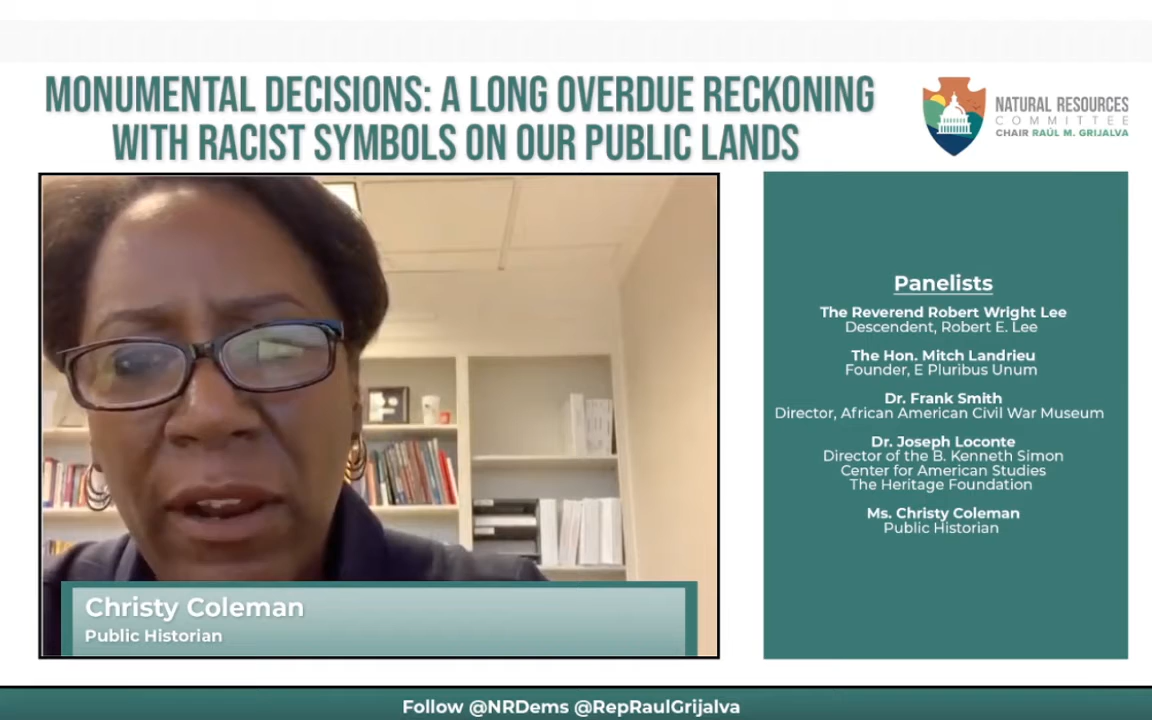 MONUMENTAL DECISIONS: A LONG OVERDUE RECKONING
WITH RACIST SYMBOLS ON OUR PUBLIC LANDS
NATURAL RESOURCES
COMMITTEE
CHAIR RAÚL M. GRIJALVA
Christy Coleman
Public Historian
Panelists
The Reverend Robert Wright Lee
Descendent, Robert E. Lee
The Hon. Mitch Landrieu
Founder, E Pluribus Unum
Dr. Frank Smith
Director, African American Civil War Museum
Dr. Joseph Loconte
Director of the B. Kenneth Simon
Center for American Studies
The Heritage Foundation
Ms. Christy Coleman
Public Historian
Follow @NRDems @RepRaulGrijalva